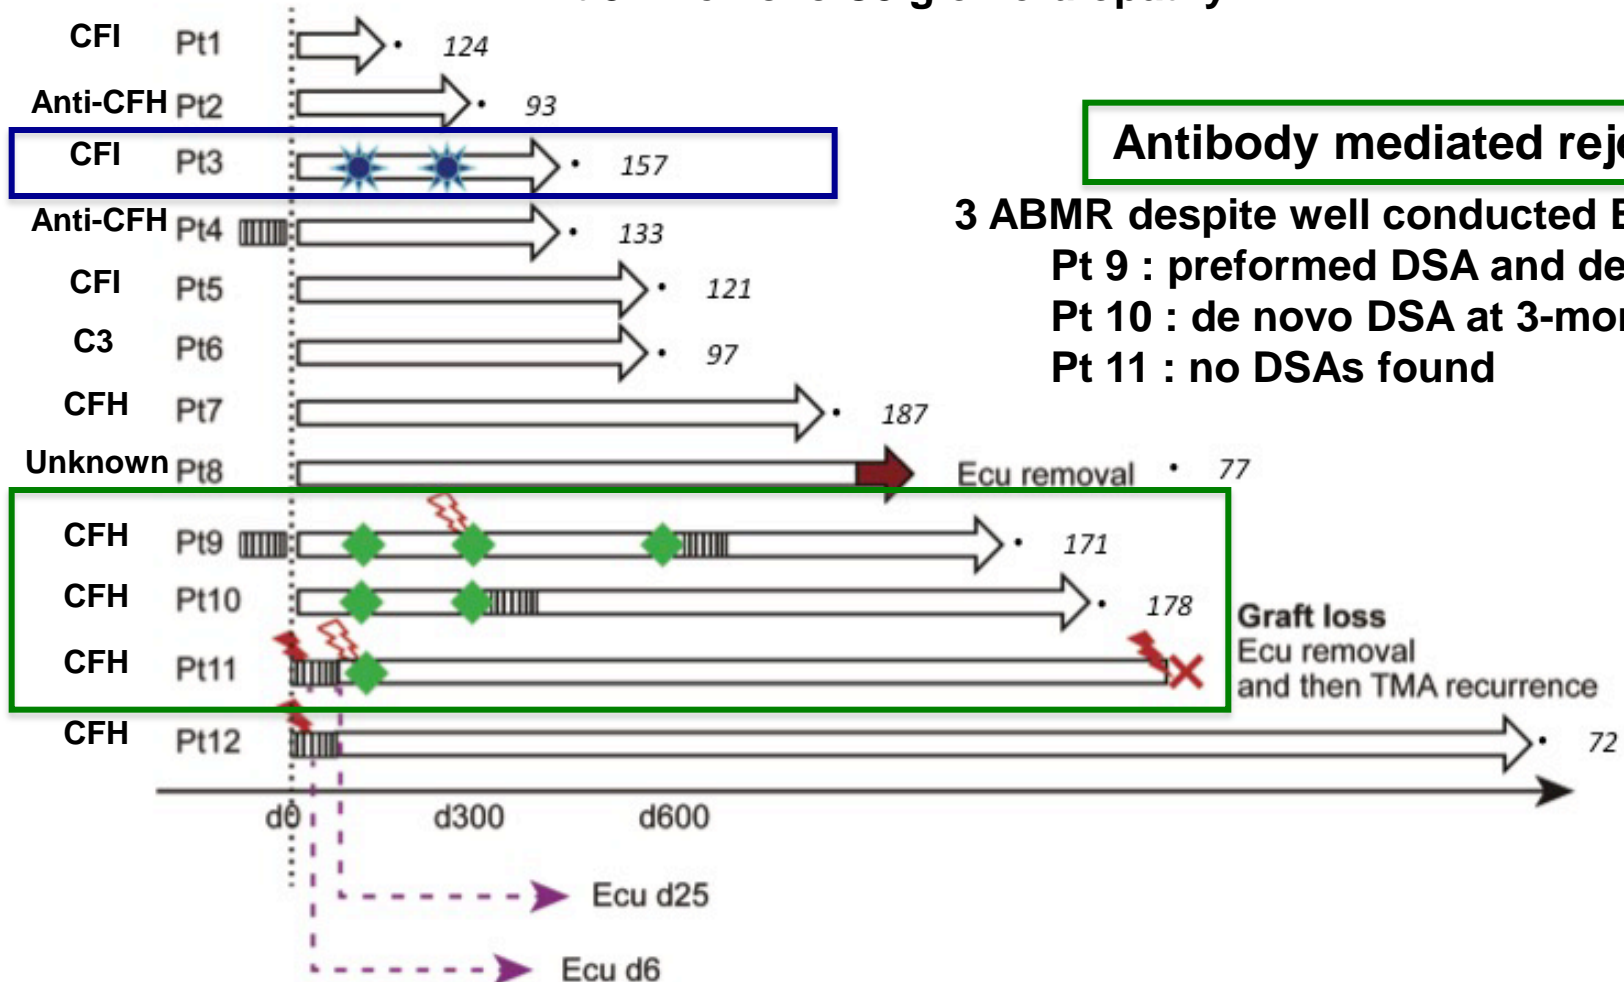 CFI Pt1 124
Anti-CFH Pt2 93
CFI Pt3 157
Antibody mediated rej
Anti-CFH Pt4 133
3 ABMR despite well conducted E
Pt 9 : preformed DSA and de
Pt 10 : de novo DSA at 3-mon
Pt 11 : no DSAs found
CFI Pt5 121
C3 Pt6 97
CFH Pt7 187
Unknown Pt8 Ecu removal 77
CFH Pt9 171
CFH Pt10 178
Graft loss
Ecu removal
and then TMA recurrence
CFH Pt11
CFH Pt12 72
d0 d300 d600
Ecu d25
Ecu d6